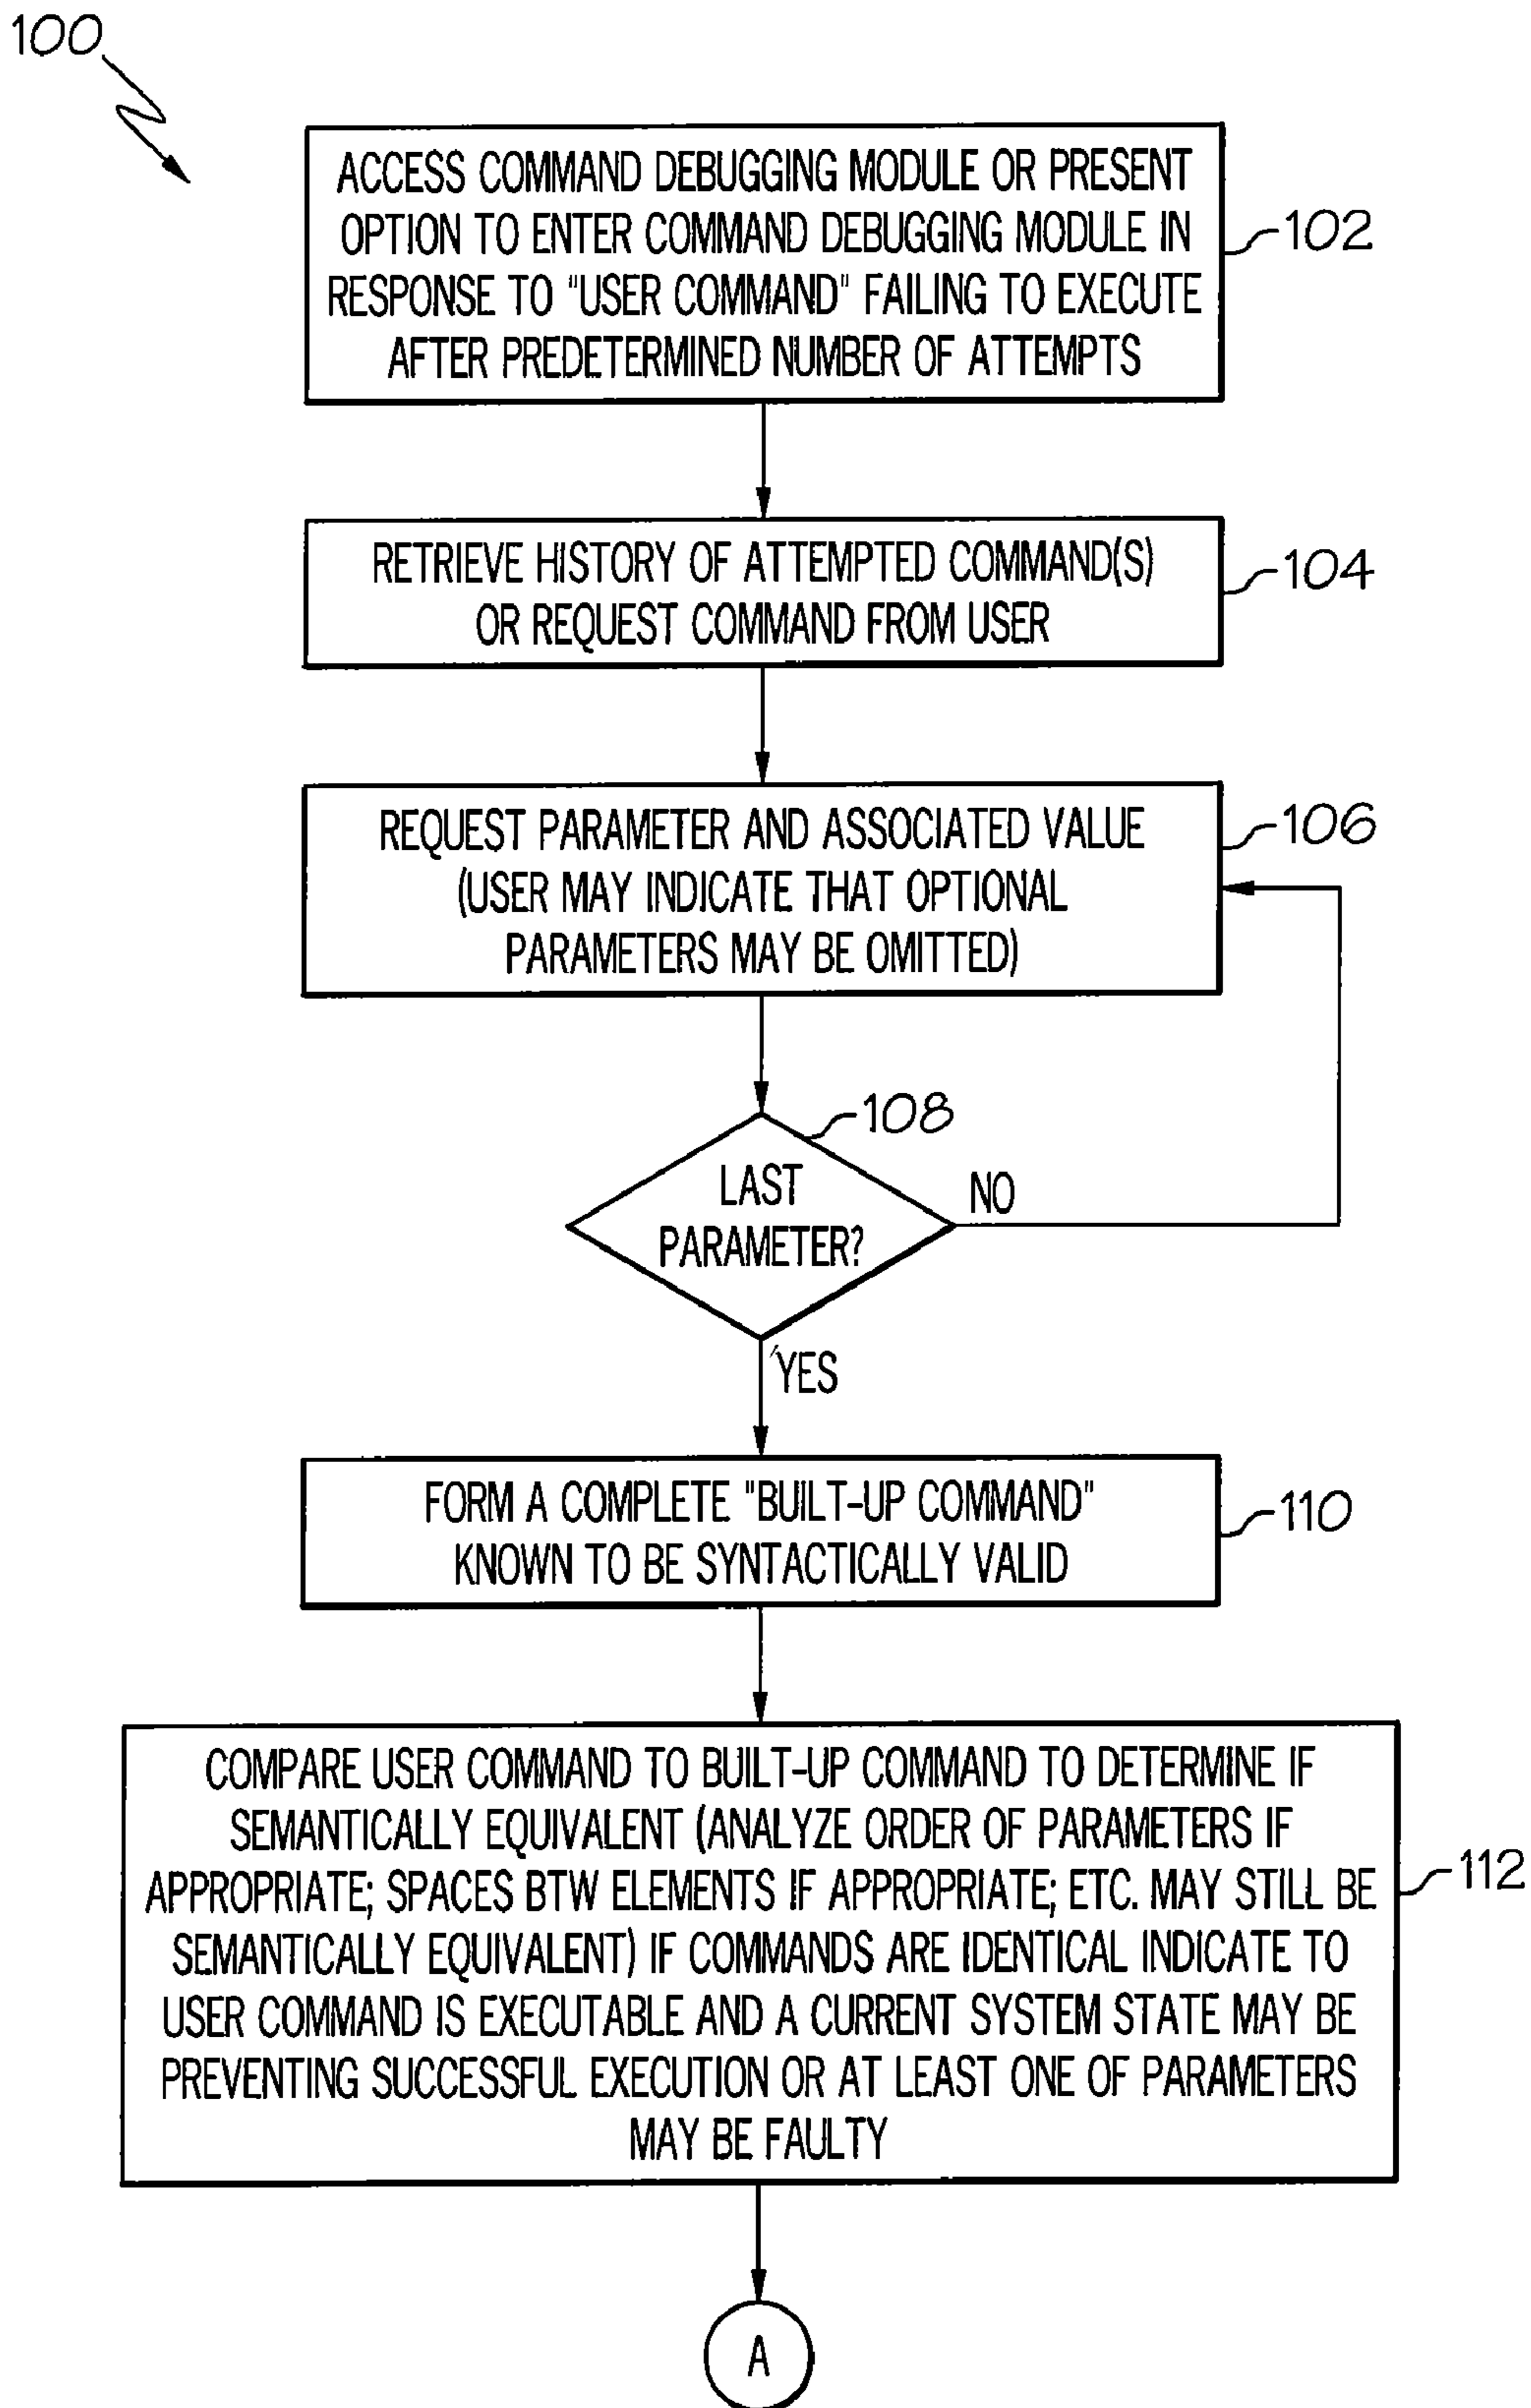 100
ACCESS COMMAND DEBUGGING MODULE OR PRESENT
OPTION TO ENTER COMMAND DEBUGGING MODULE IN
RESPONSE TO "USER COMMAND" FAILING TO EXECUTE
AFTER PREDETERMINED NUMBER OF ATTEMPTS
102
RETRIEVE HISTORY OF ATTEMPTED COMMAND(S)
OR REQUEST COMMAND FROM USER
104
REQUEST PARAMETER AND ASSOCIATED VALUE
(USER MAY INDICATE THAT OPTIONAL
PARAMETERS MAY BE OMITTED)
106
LAST
PARAMETER?
108
NO
YES
FORM A COMPLETE "BUILT-UP COMMAND"
KNOWN TO BE SYNTACTICALLY VALID
110
COMPARE USER COMMAND TO BUILT-UP COMMAND TO DETERMINE IF
SEMANTICALLY EQUIVALENT (ANALYZE ORDER OF PARAMETERS IF
APPROPRIATE; SPACES BTW ELEMENTS IF APPROPRIATE; ETC. MAY STILL BE
SEMANTICALLY EQUIVALENT) IF COMMANDS ARE IDENTICAL INDICATE TO
USER COMMAND IS EXECUTABLE AND A CURRENT SYSTEM STATE MAY BE
PREVENTING SUCCESSFUL EXECUTION OR AT LEAST ONE OF PARAMETERS
MAY BE FAULTY
112
A